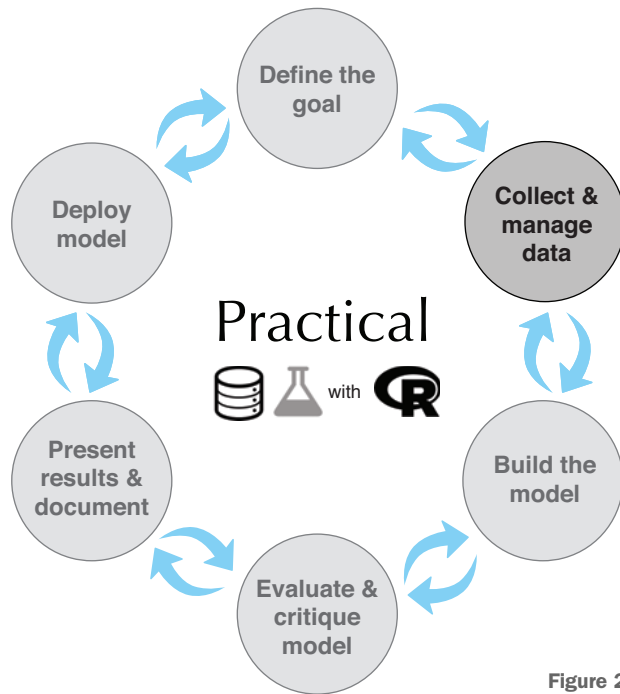 Define the
goal
Collect &
manage
data
Build the
model
Evaluate &
critique
model
Present
results &
document
Deploy
model
Practical
with R
Figure 2